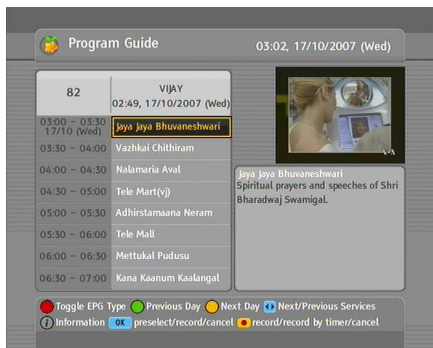 Program Guide
03:02, 17/10/2007 (Wed)
82
VIJAY
02:49, 17/10/2007 (Wed)
03:00 ~ 03:30
17/10 (Wed)
Jaya Jaya Bhuvaneshwari
03:30 ~ 04:00 Vazhkai Chithiram
04:00 ~ 04:30 Nalamaria Aval
04:30 ~ 05:00 Tele Mart(vj)
05:00 ~ 05:30 Adhirstamaana Neram
05:30 ~ 06:00 Tele Mall
06:00 ~ 06:30 Mettukal Pudusu
06:30 ~ 07:00 Kana Kaanum Kaalangal
VOA
Jaya Jaya Bhuvaneshwari
Spiritual prayers and speeches of Shri
Bharadwaj Swamigal.
Toggle EPG Type Previous Day Next Day Next/Previous Services
i Information OK preselect/record/cancel record/record by timer/cancel